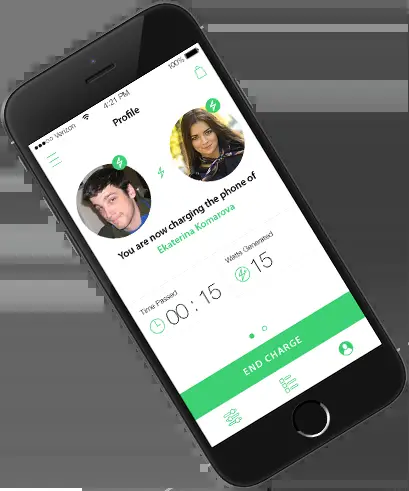 Verizon 4:21 PM 100%
Profile
You are now charging the phone of
Ekaterina Komarova
Time Passed
00 : 15
Watts Generated
15
END CHARGE